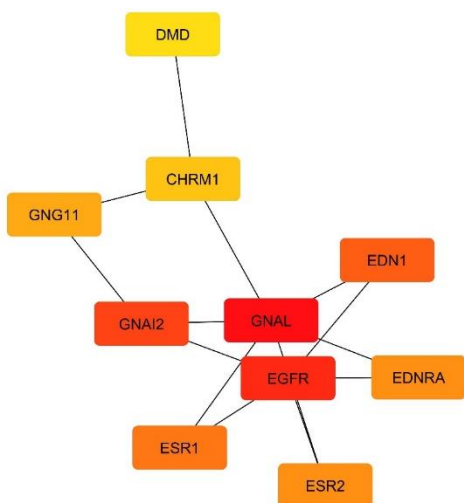 DMD
CHRM1
GNG11
EDN1
GNAI2
GNAL
EGFR
EDNRA
ESR1
ESR2